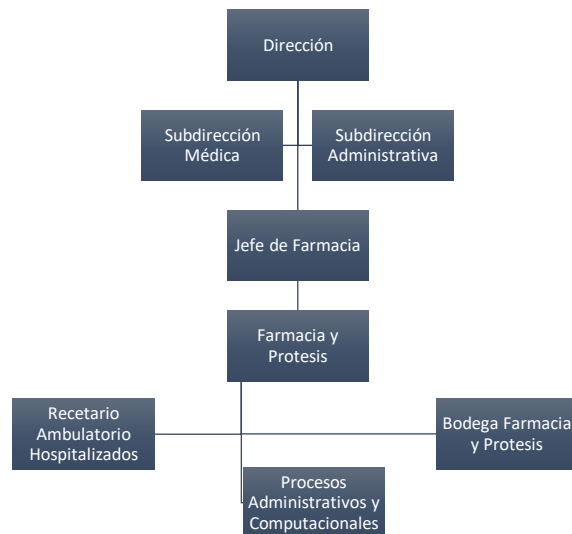 Dirección
Subdirección
Médica
Subdirección
Administrativa
Jefe de Farmacia
Farmacia y
Protesis
Recetario
Ambulatorio
Hospitalizados
Bodega Farmacia
y Protesis
Procesos
Administrativos y
Computacionales